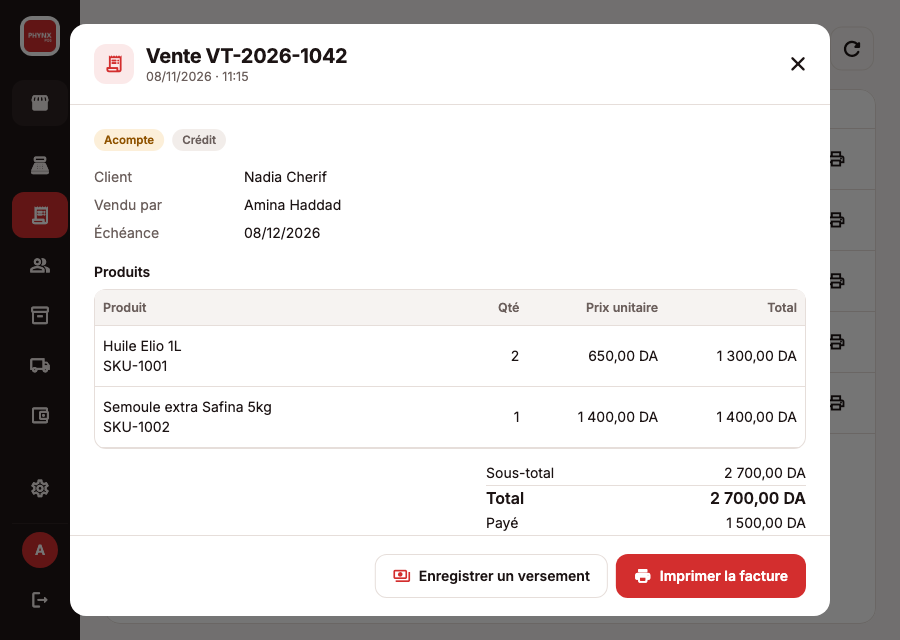 PHYNX
Vente VT-2026-1042
08/11/2026 · 11:15
Acompte
Crédit
Client
Nadia Cherif
Vendu par
Amina Haddad
Échéance
08/12/2026
Produits
Produit Qté Prix unitaire Total
Huile Elio 1L
SKU-1001
2 650,00 DA 1 300,00 DA
Semoule extra Safina 5kg
SKU-1002
1 1 400,00 DA 1 400,00 DA
Sous-total 2 700,00 DA
Total 2 700,00 DA
Payé 1 500,00 DA
A
Enregistrer un versement
Imprimer la facture